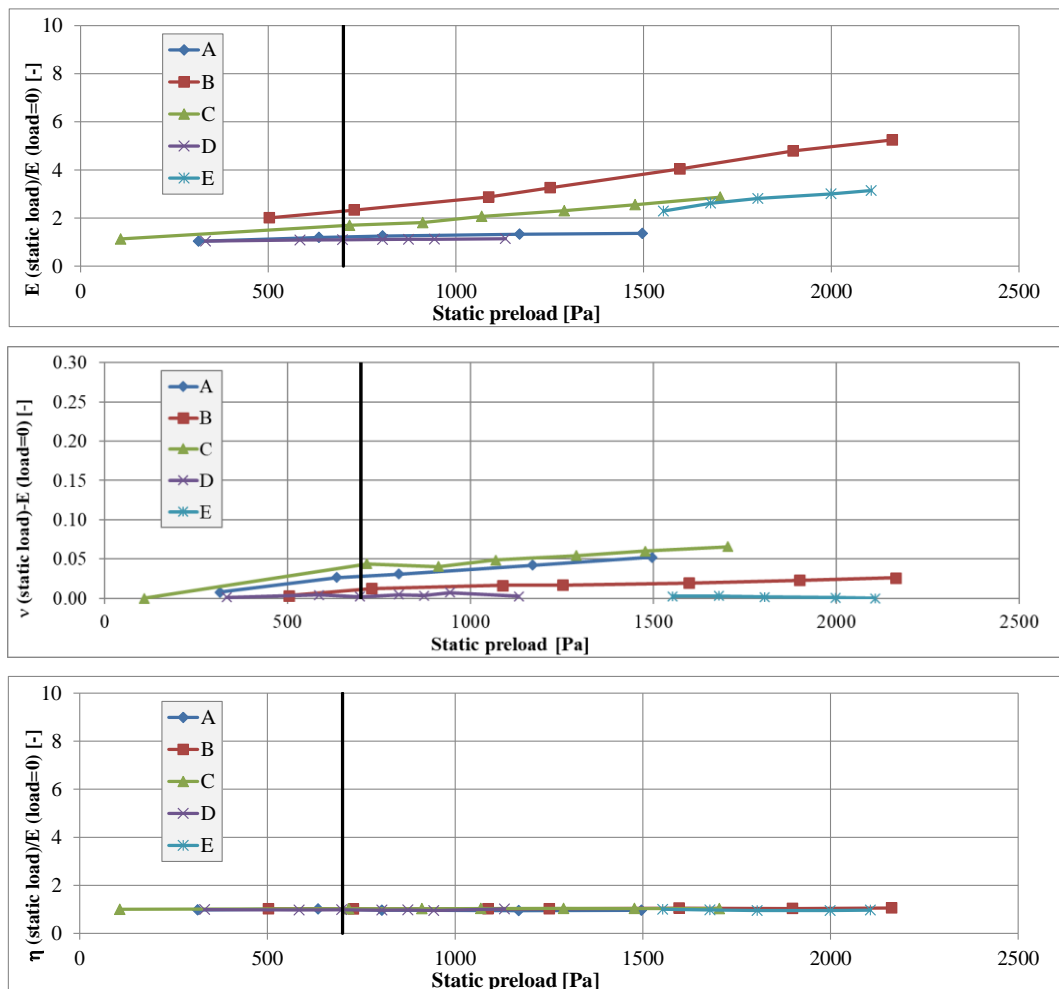 E (static load)/E (load=0) [-]
10
8
6
4
2
0
A
B
C
D
E
0 500 1000 1500 2000 2500
Static preload [Pa]
ν (static load)-E (load=0) [-]
0.30
0.25
0.20
0.15
0.10
0.05
0.00
A
B
C
D
E
0 500 1000 1500 2000 2500
Static preload [Pa]
η (static load)/E (load=0) [-]
10
8
6
4
2
0
A
B
C
D
E
0 500 1000 1500 2000 2500
Static preload [Pa]